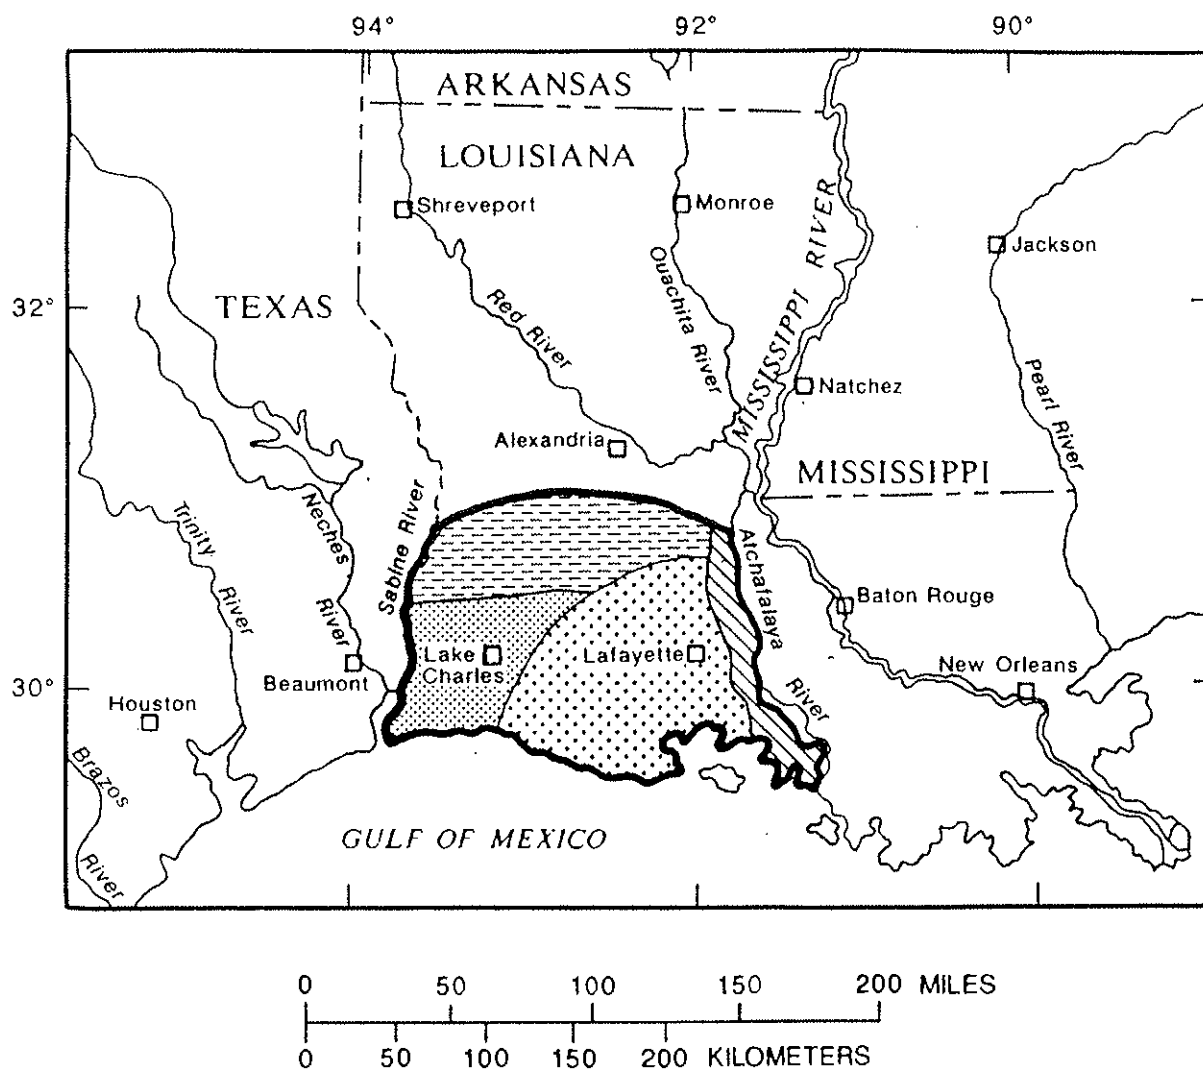 94° 92° 90°
ARKANSAS
LOUISIANA
Shreveport
Monroe
Jackson
MISSISSIPPI RIVER
Ouachita River
32°
TEXAS
Red River
Natchez
Pearl River
Alexandria
MISSISSIPPI
Trinity River
Neches River
Sabine River
Atchafalaya River
Baton Rouge
Lake Charles
Lafayette
New Orleans
30°
Beaumont
Houston
Brazos River
GULF OF MEXICO
0 50 100 150 200 MILES
0 50 100 150 200 KILOMETERS